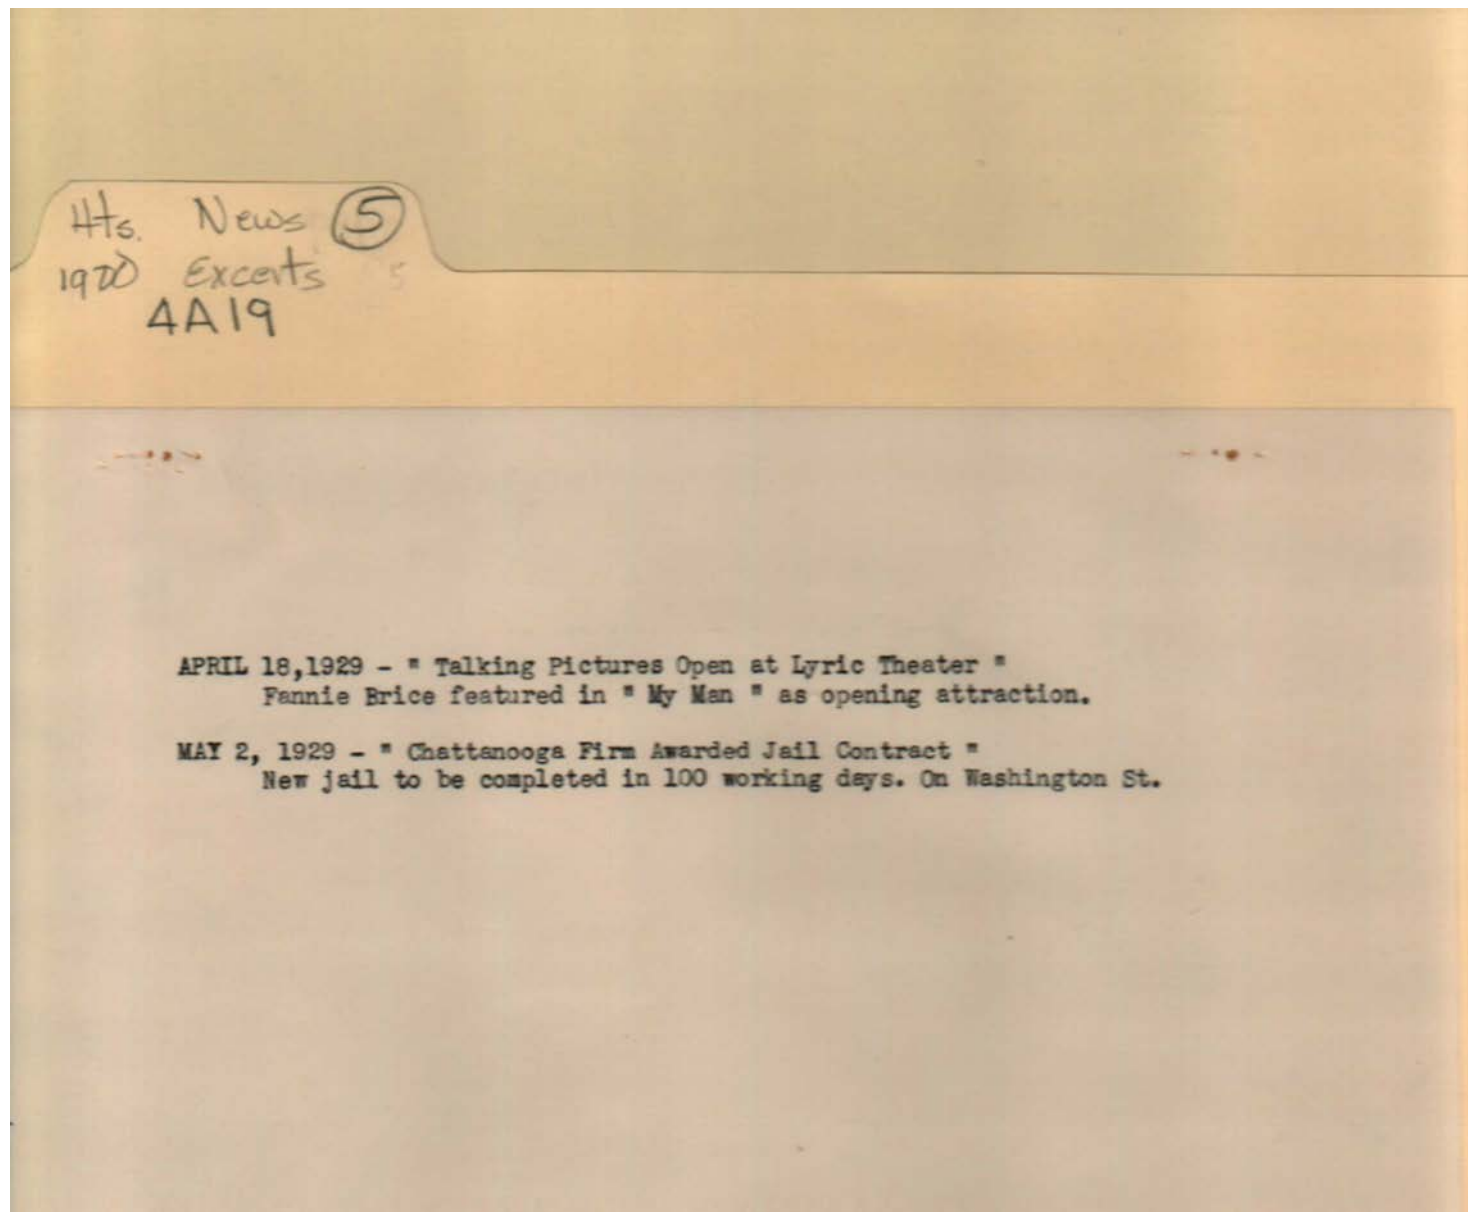 Hts. News 5
Excerts 5
4A19
APRIL 18,1929 - " Talking Pictures Open at Lyric Theater "
Fannie Brice featured in " My Man " as opening attraction.
MAY 2, 1929 - " Chattanooga Firm Awarded Jail Contract "
New jail to be completed in 100 working days. On Washington St.